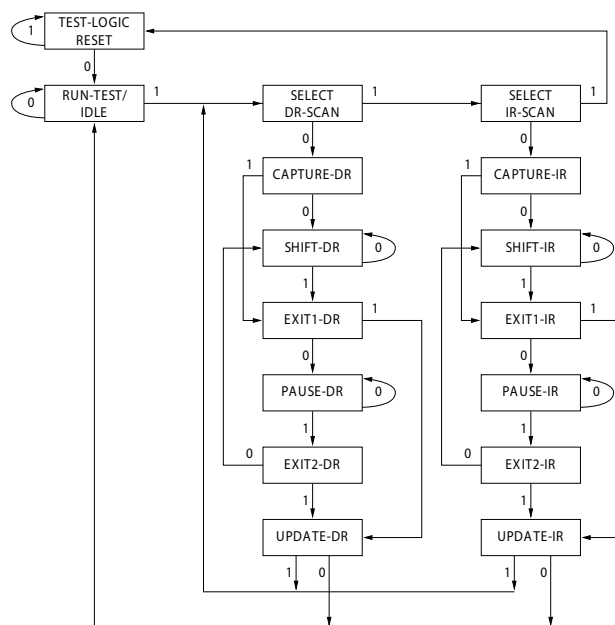 TEST-LOGIC
RESET
1
0
RUN-TEST/
IDLE
0
1
SELECT
DR-SCAN
1
SELECT
IR-SCAN
1
0
0
1
CAPTURE-DR
1
CAPTURE-IR
0
0
SHIFT-DR
0
SHIFT-IR
0
1
1
EXIT1-DR
1
EXIT1-IR
1
0
0
PAUSE-DR
0
PAUSE-IR
0
1
1
0
EXIT2-DR
0
EXIT2-IR
1
1
UPDATE-DR
UPDATE-IR
1
0
1
0